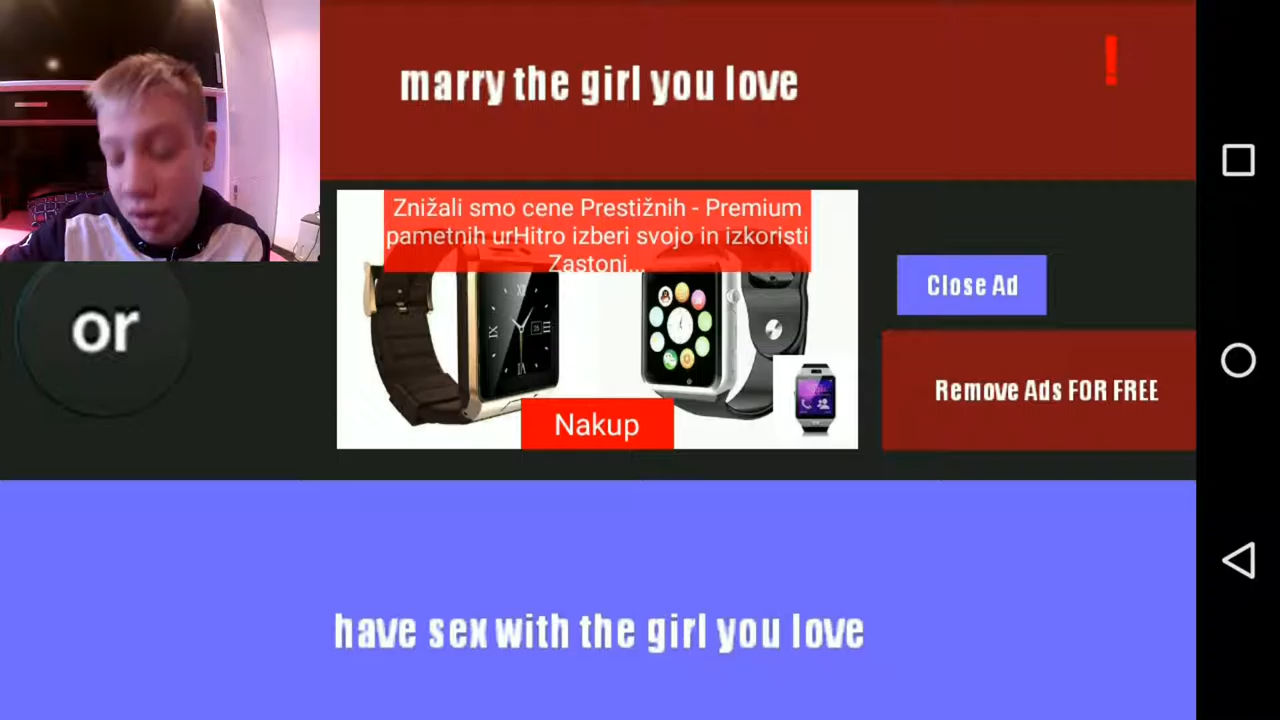 marry the girl you love
!
Znižali smo cene Prestižnih - Premium
pametnih urHitro izberi svojo in izkoristi
Zastonj...
Nakup
Close Ad
Remove Ads FOR FREE
or
have sex with the girl you love